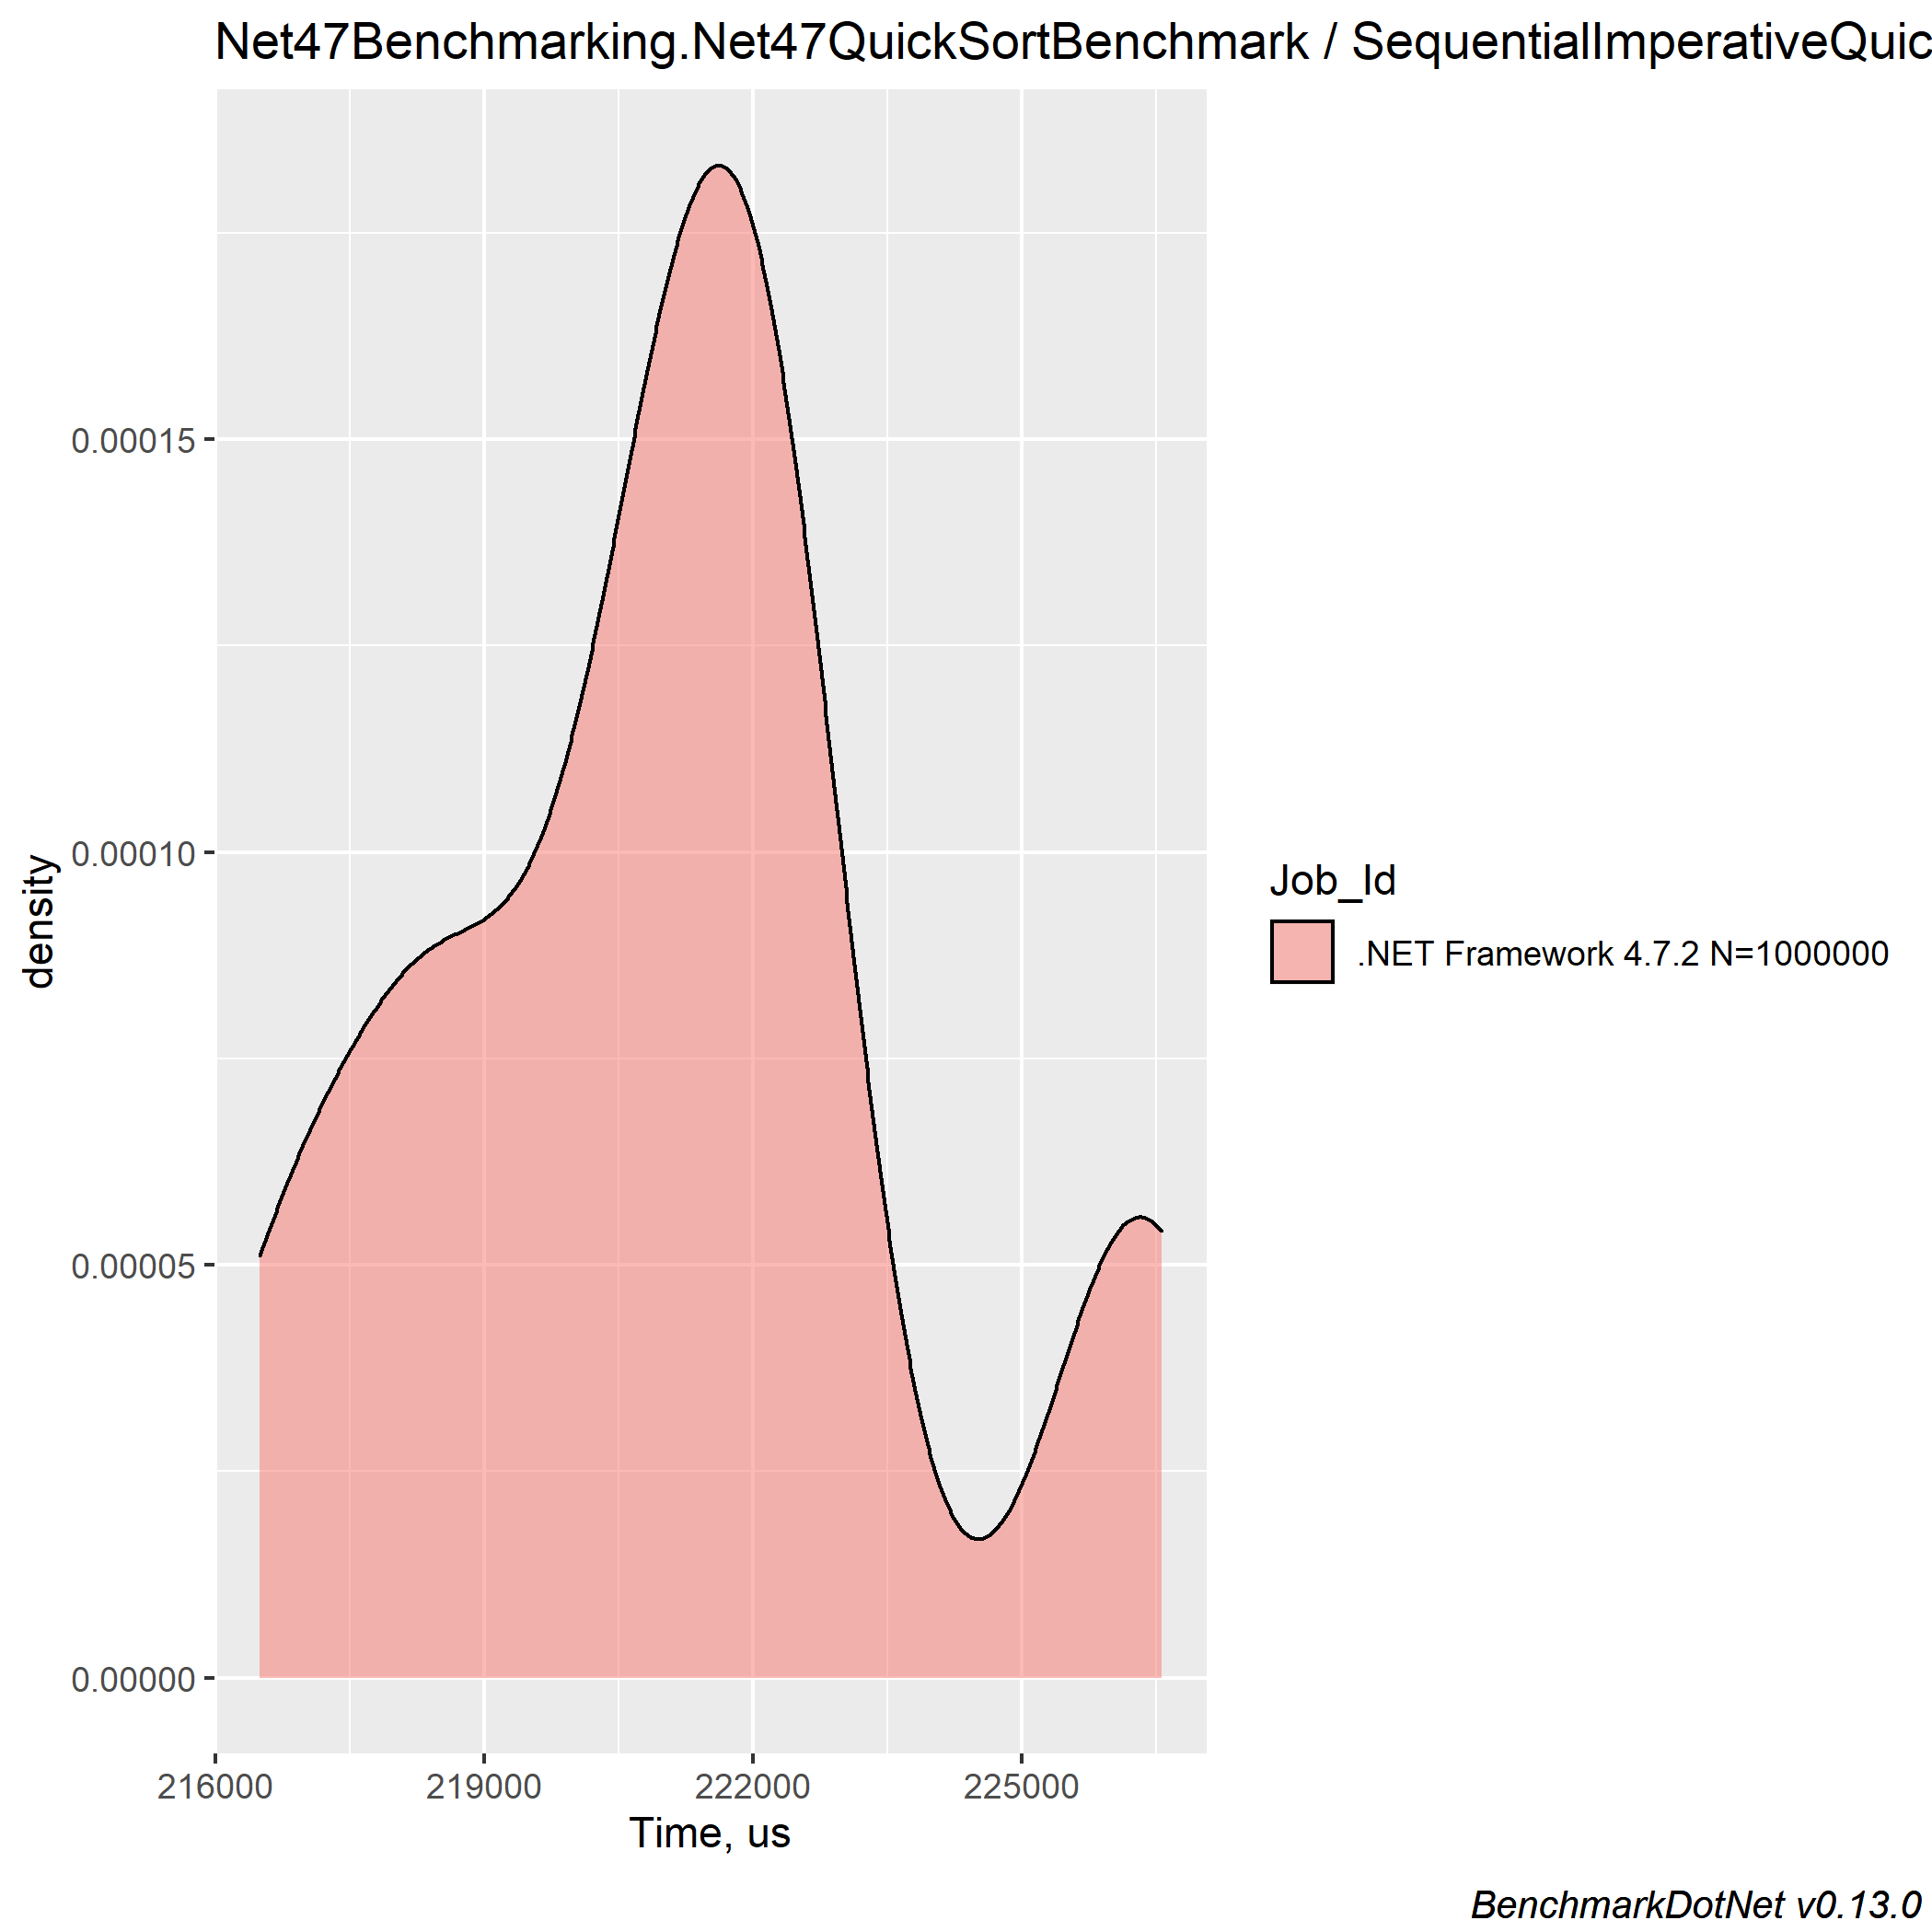 Net47Benchmarking.Net47QuickSortBenchmark / SequentialImperativeQuic
0.00015
0.00010
0.00005
0.00000
density
216000 219000 222000 225000
Time, us
Job_Id
.NET Framework 4.7.2 N=1000000
BenchmarkDotNet v0.13.0